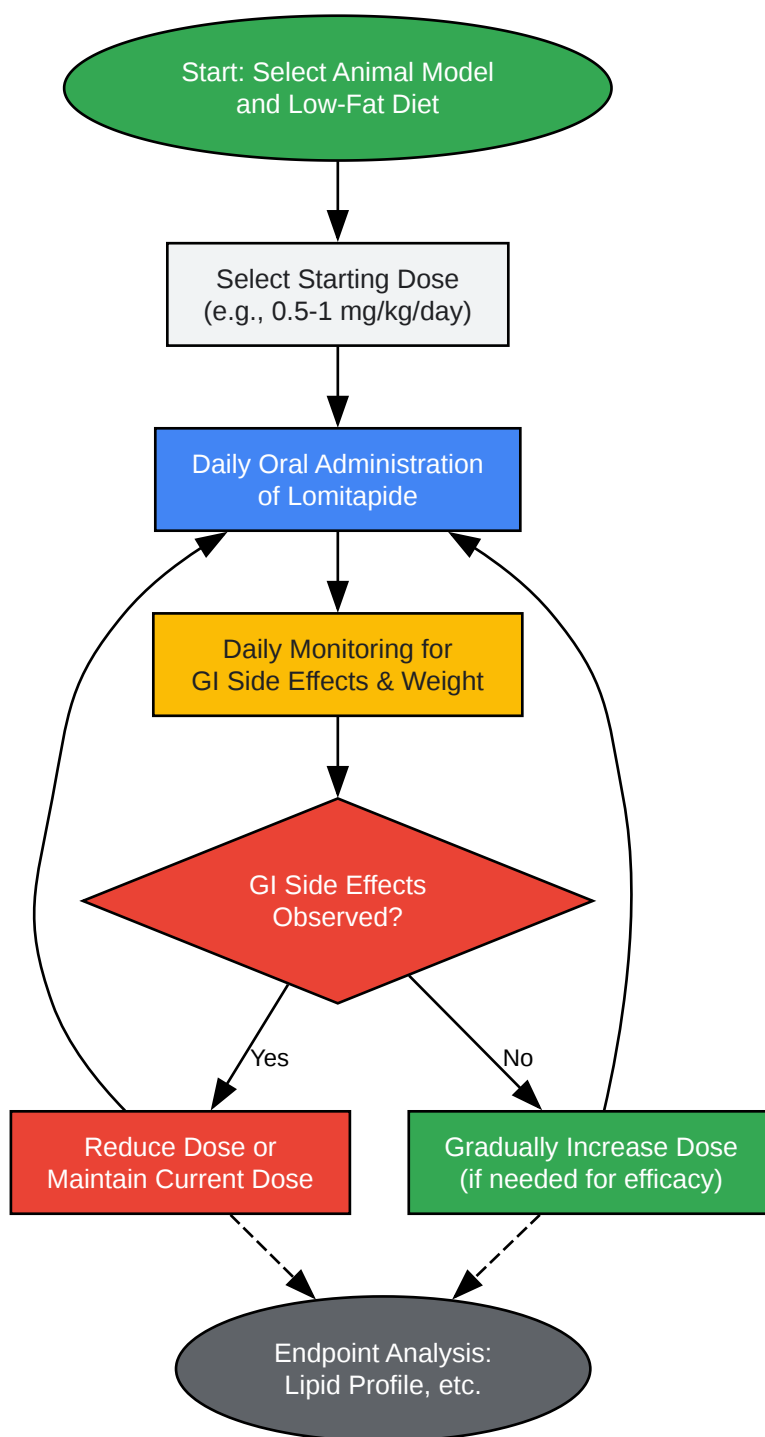 Start: Select Animal Model
and Low-Fat Diet
Select Starting Dose
(e.g., 0.5-1 mg/kg/day)
Daily Oral Administration
of Lomitapide
Daily Monitoring for
GI Side Effects & Weight
GI Side Effects
Observed?
Yes
No
Reduce Dose or
Maintain Current Dose
Gradually Increase Dose
(if needed for efficacy)
Endpoint Analysis:
Lipid Profile, etc.